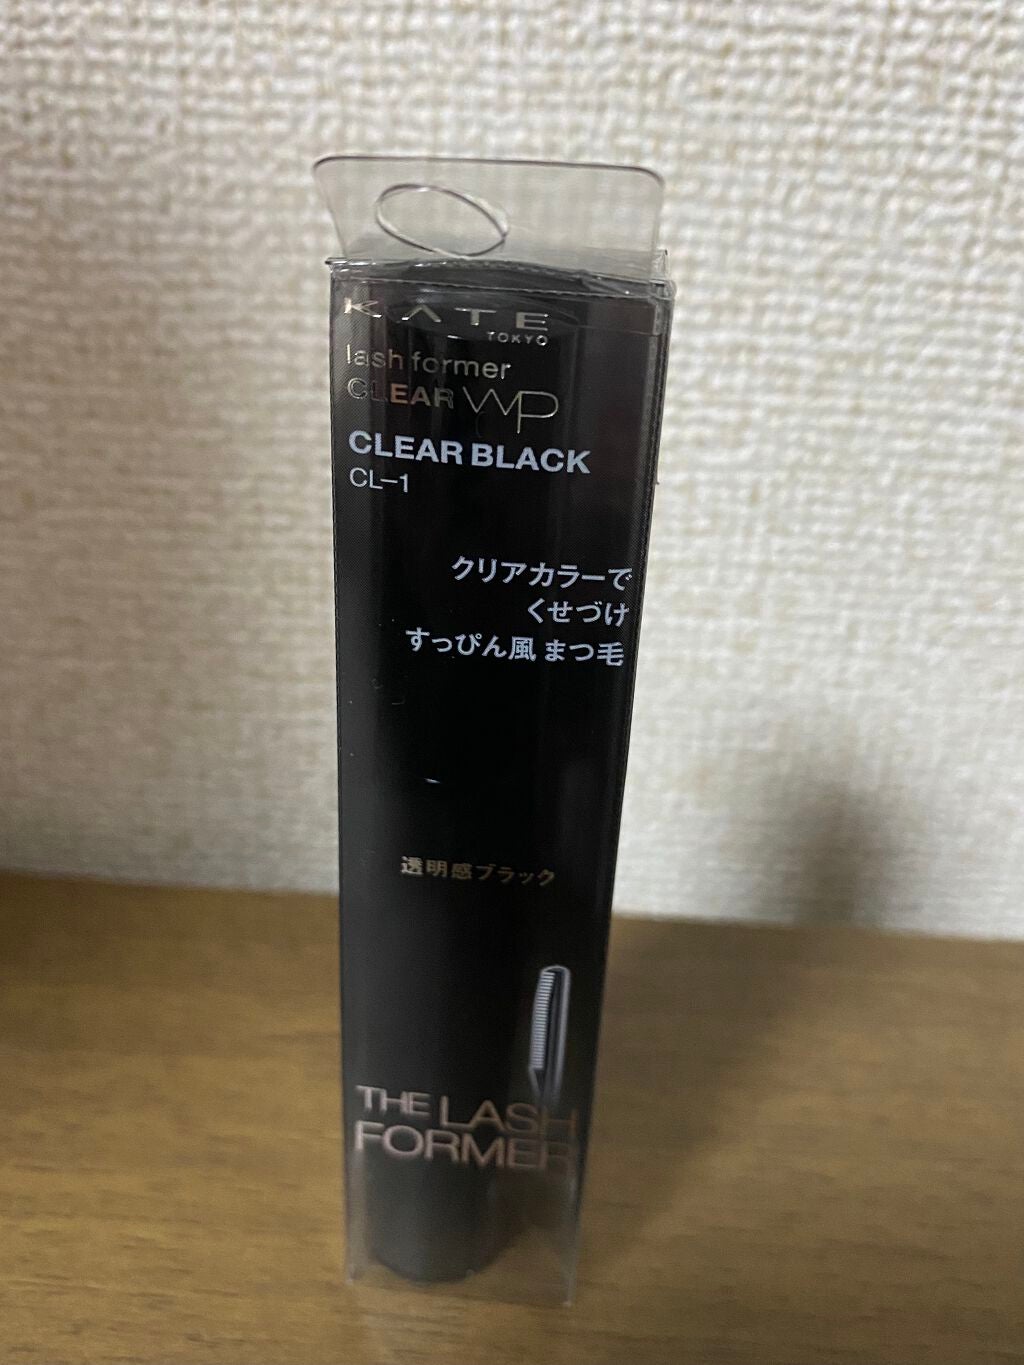 KATE
TOKYO
lash former
CLEAR WP
CLEAR BLACK
CL-1
クリアカラーで
くせづけ
すっぴん風 まつ毛
透明感ブラック
THE LASH
FORMER